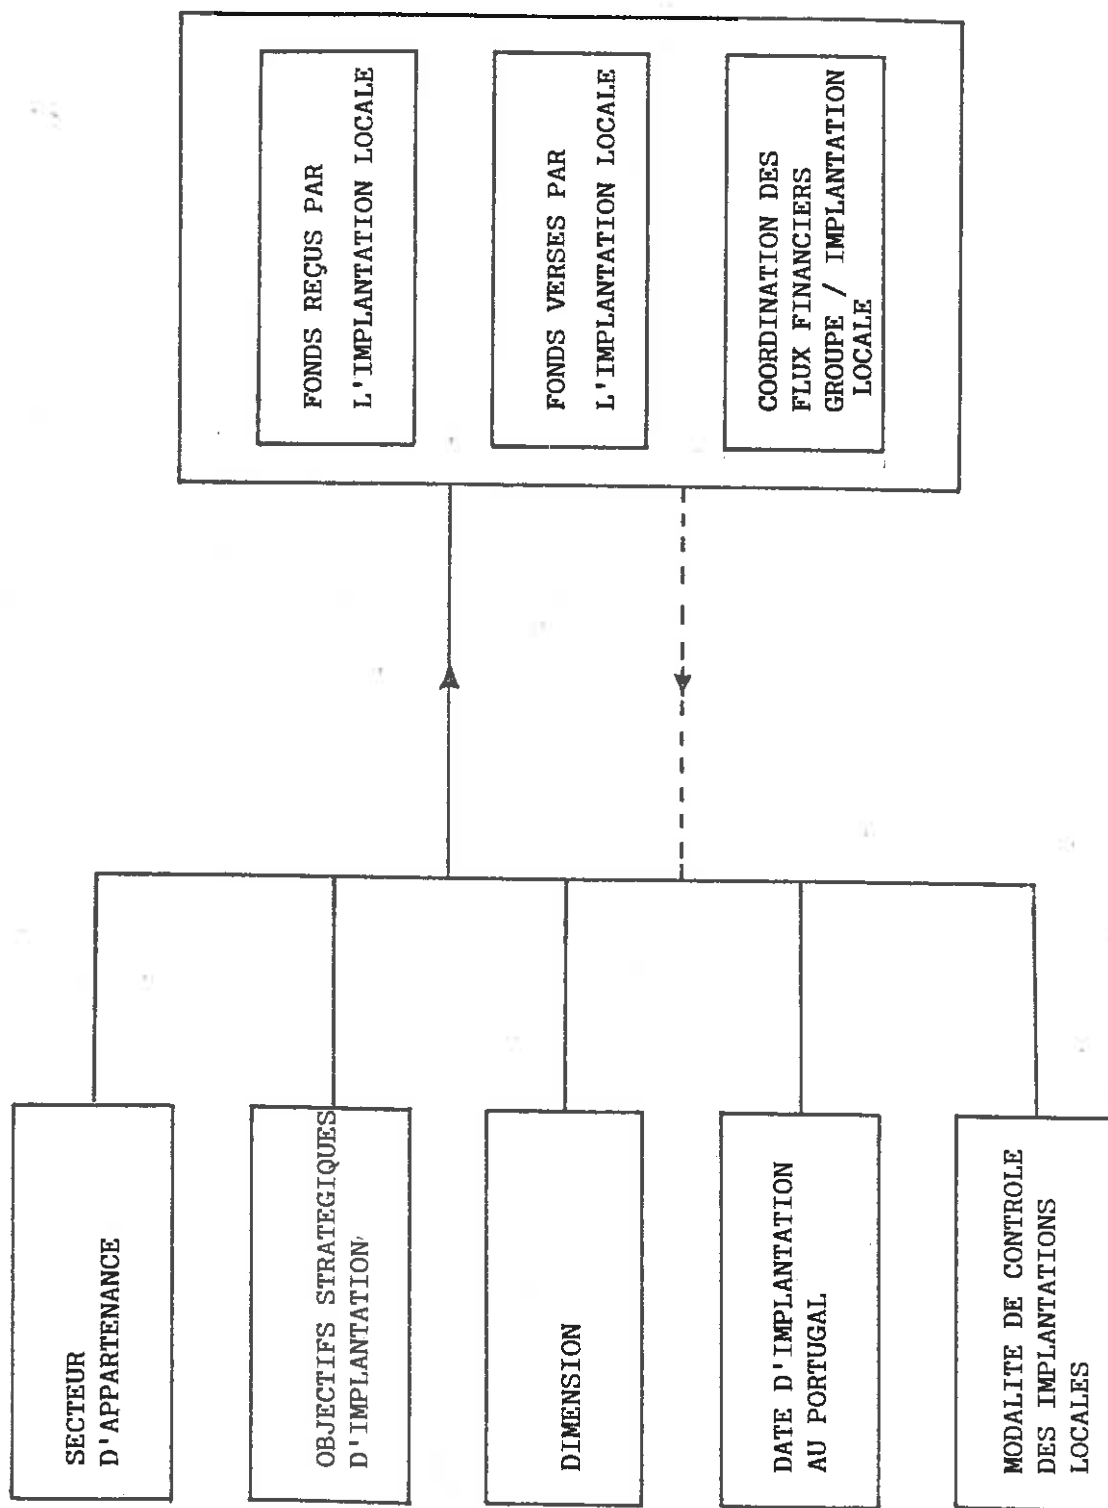 SECTEUR
D'APPARTENANCE
OBJECTIFS STRATEGIQUES
D'IMPLANTATION
DIMENSION
DATE D'IMPLANTATION
AU PORTUGAL
MODALITE DE CONTROLE
DES IMPLANTATIONS
LOCALES
FONDS REÇUS PAR
L'IMPLANTATION LOCALE
FONDS VERSES PAR
L'IMPLANTATION LOCALE
COORDINATION DES
FLUX FINANCIERS
GROUPE / IMPLANTATION
LOCALE